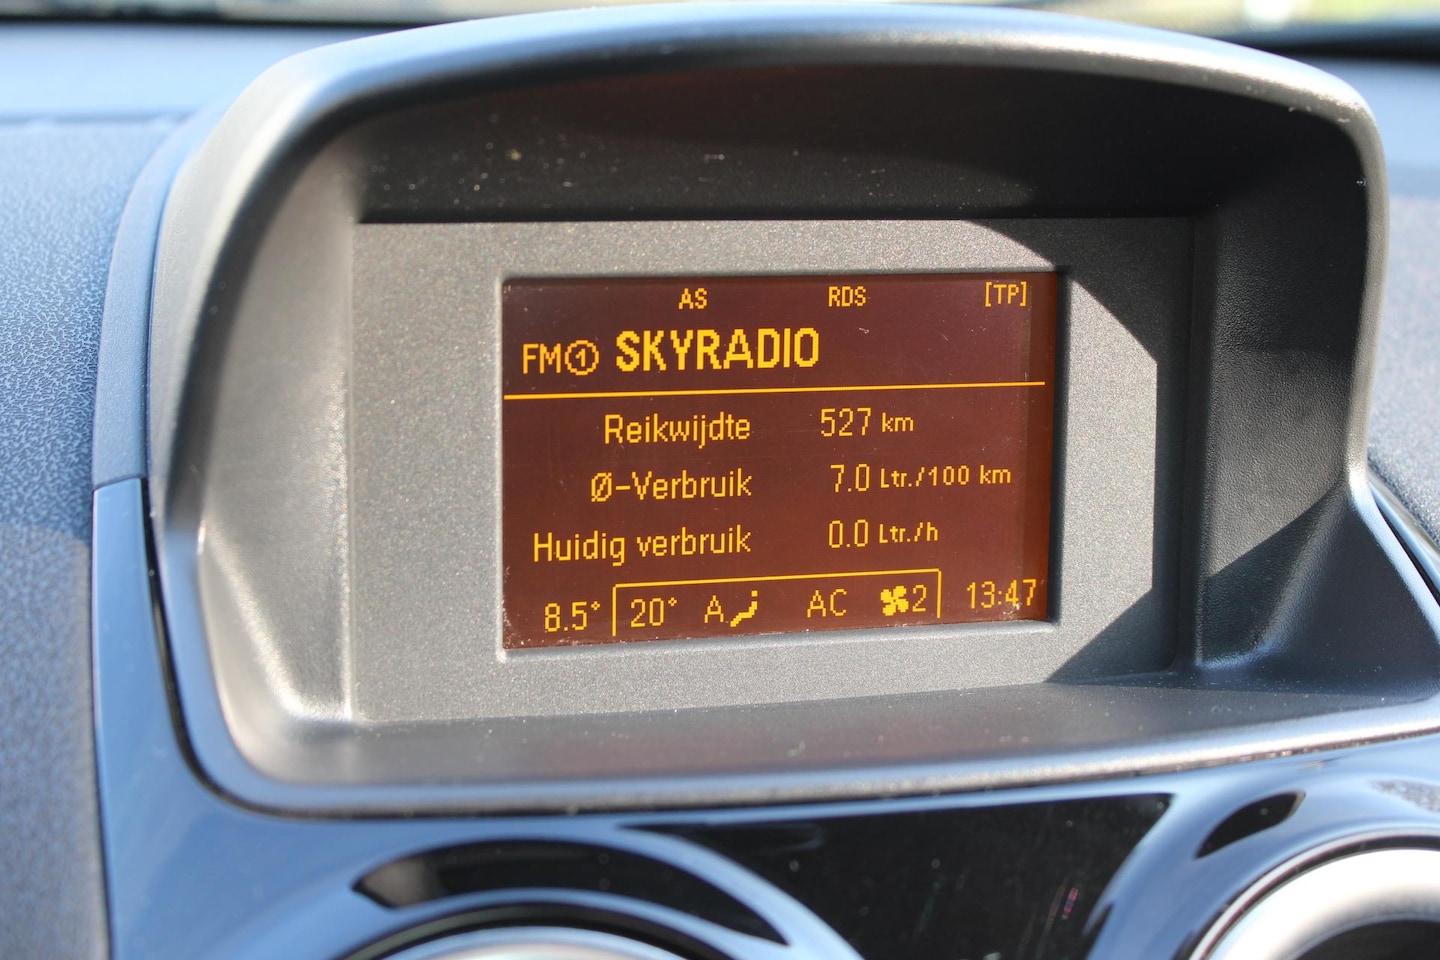 AS RDS [TP]
FM① SKYRADIO
Reikwijdte 527 km
Ø-Verbruik 7.0 Ltr./100 km
Huidig verbruik 0.0 Ltr./h
8.5° 20° A AC 2 13:47